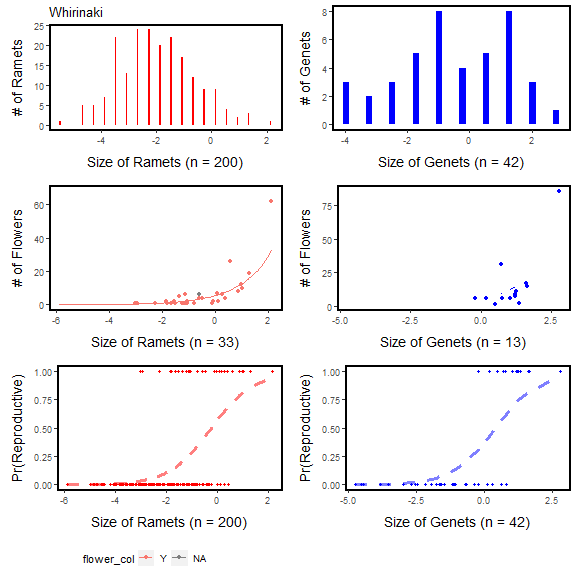 Whirinaki
# of Ramets
25
20
15
10
5
0
-4 -2 0 2
Size of Ramets (n = 200)
# of Genets
8
6
4
2
0
-4 -3 -2 -1 0 1 2
Size of Genets (n = 42)
# of Flowers
60
40
20
0
-6 -4 -2 0 2
Size of Ramets (n = 33)
# of Flowers
75
50
25
0
-5.0 -2.5 0.0 2.5
Size of Genets (n = 13)
Pr(Reproductive)
1.00
0.75
0.50
0.25
0.00
-6 -4 -2 0 2
Size of Ramets (n = 200)
Pr(Reproductive)
1.00
0.75
0.50
0.25
0.00
-5.0 -2.5 0.0 2.5
Size of Genets (n = 42)
flower_col Y NA